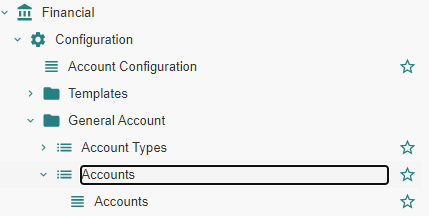 Financial
Configuration
Account Configuration
Templates
General Account
Account Types
Accounts
Accounts